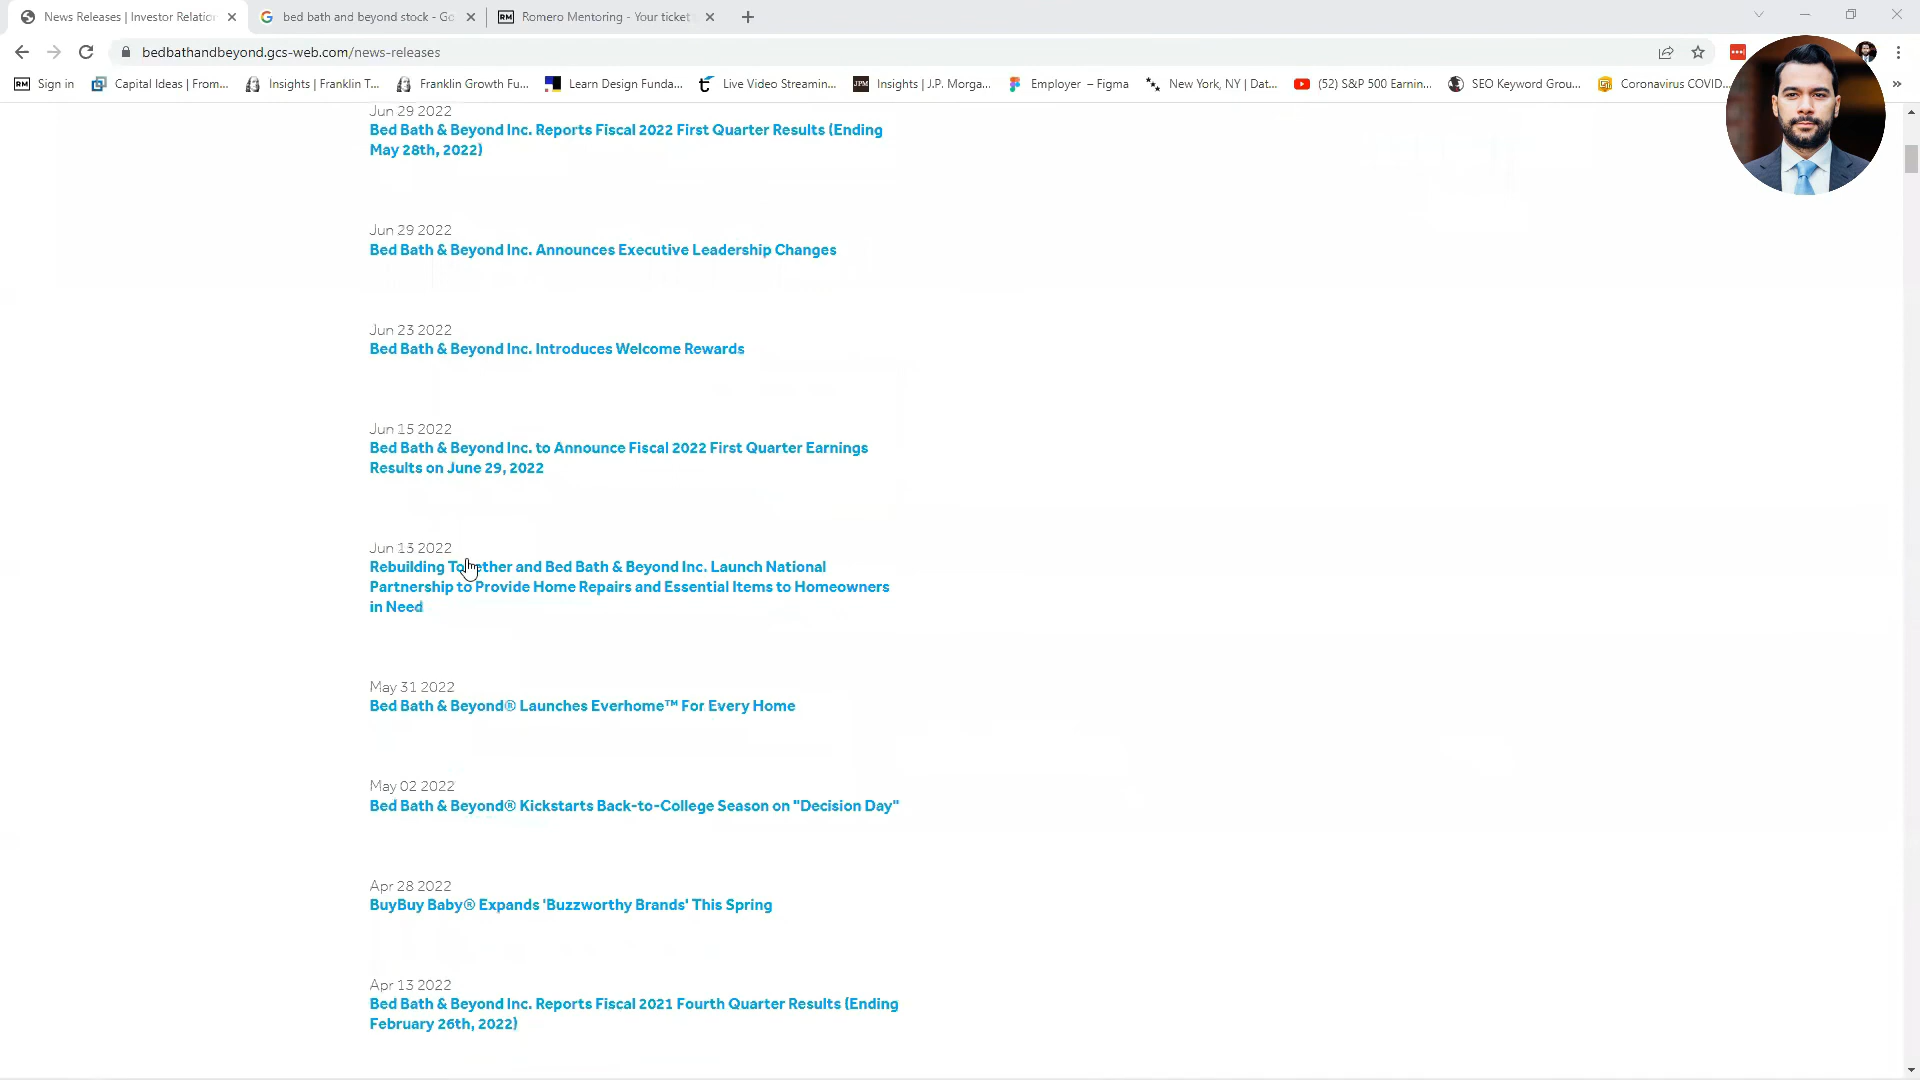 News Releases | Investor Relation
bed bath and beyond stock - Go
RM Romero Mentoring - Your ticket
bedbathandbeyond.gcs-web.com/news-releases
RM Sign in
Capital Ideas | From...
Insights | Franklin T...
Franklin Growth Fu...
Learn Design Funda...
Live Video Streamin...
JPM Insights | J.P. Morga...
Employer – Figma
New York, NY | Dat...
(52) S&P 500 Earnin...
SEO Keyword Grou...
Coronavirus COVID...
»
Jun 29 2022
Bed Bath & Beyond Inc. Reports Fiscal 2022 First Quarter Results (Ending
May 28th, 2022)
Jun 29 2022
Bed Bath & Beyond Inc. Announces Executive Leadership Changes
Jun 23 2022
Bed Bath & Beyond Inc. Introduces Welcome Rewards
Jun 15 2022
Bed Bath & Beyond Inc. to Announce Fiscal 2022 First Quarter Earnings
Results on June 29, 2022
Jun 13 2022
Rebuilding Together and Bed Bath & Beyond Inc. Launch National
Partnership to Provide Home Repairs and Essential Items to Homeowners
in Need
May 31 2022
Bed Bath & Beyond® Launches Everhome™ For Every Home
May 02 2022
Bed Bath & Beyond® Kickstarts Back-to-College Season on "Decision Day"
Apr 28 2022
BuyBuy Baby® Expands 'Buzzworthy Brands' This Spring
Apr 13 2022
Bed Bath & Beyond Inc. Reports Fiscal 2021 Fourth Quarter Results (Ending
February 26th, 2022)